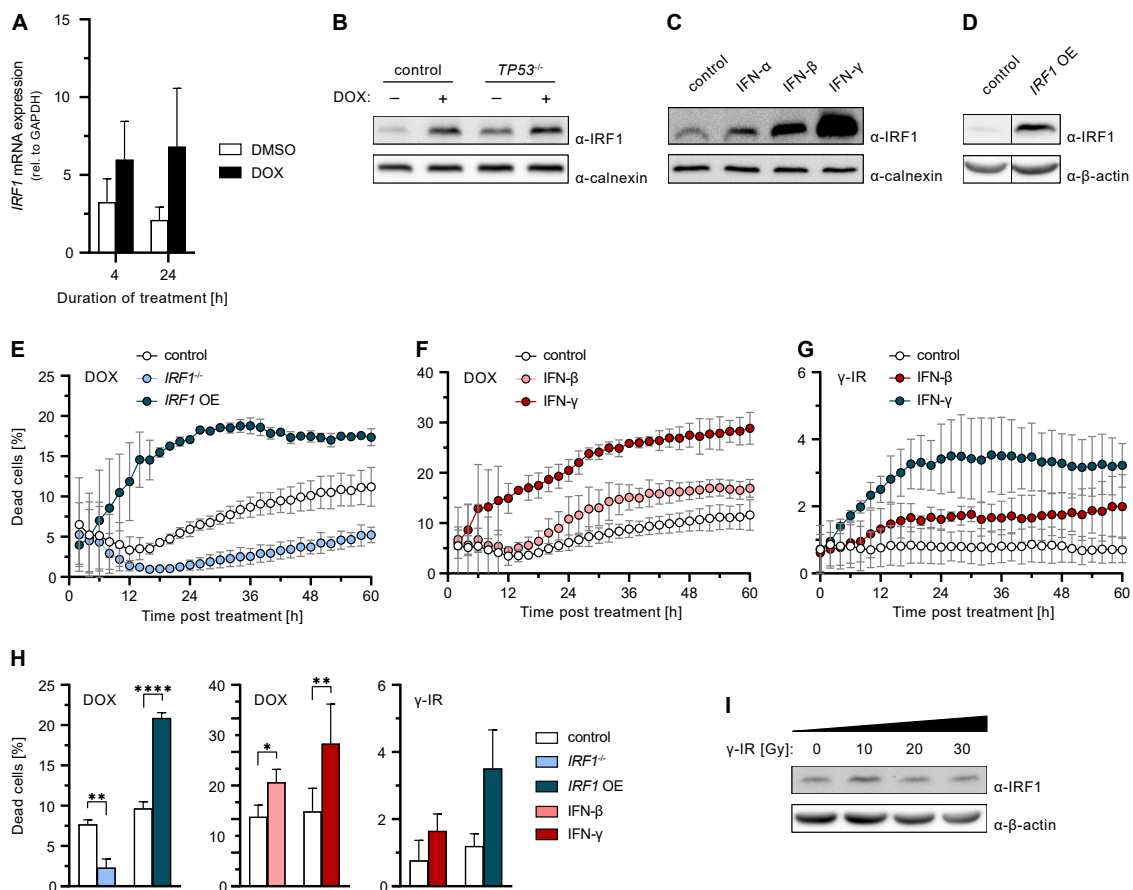 A
15
10
5
0
IRF1 mRNA expression
(rel. to GAPDH)
4
24
Duration of treatment [h]
DMSO
DOX
B
control
TP53-/-
DOX:
–
+
–
+
α-IRF1
α-calnexin
C
control
IFN-α
IFN-β
IFN-γ
α-IRF1
α-calnexin
D
control
IRF1 OE
α-IRF1
α-β-actin
E
DOX
control
IRF1-/-
IRF1 OE
25
20
15
10
5
0
Dead cells [%]
0
12
24
36
48
60
Time post treatment [h]
F
DOX
control
IFN-β
IFN-γ
40
30
20
10
0
0
12
24
36
48
60
Time post treatment [h]
G
γ-IR
control
IFN-β
IFN-γ
6
4
2
0
0
12
24
36
48
60
Time post treatment [h]
H
DOX
25
20
15
10
5
0
Dead cells [%]
**
****
DOX
40
30
20
10
0
*
**
γ-IR
6
4
2
0
control
IRF1-/-
IRF1 OE
IFN-β
IFN-γ
I
γ-IR [Gy]:
0
10
20
30
α-IRF1
α-β-actin